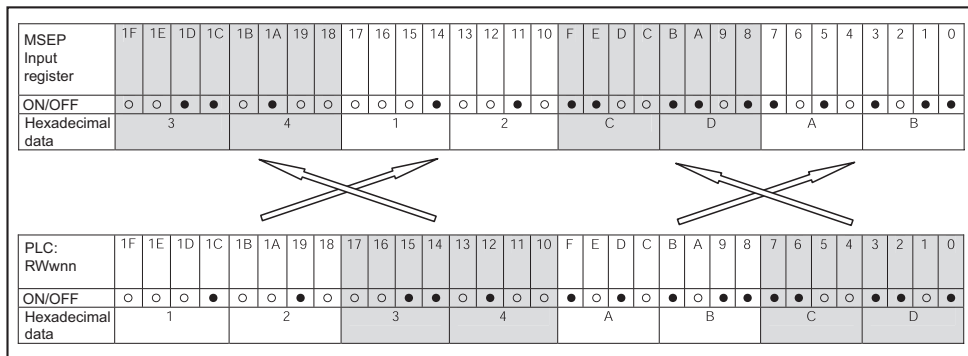 MSEP Input register 1F 1E 1D 1C 1B 1A 19 18 17 16 15 14 13 12 11 10 F E D C B A 9 8 7 6 5 4 3 2 1 0
ON/OFF ○ ○ ● ● ○ ● ○ ○ ○ ○ ○ ● ○ ○ ● ○ ● ● ○ ○ ● ● ○ ● ● ○ ● ○ ● ○ ● ●
Hexadecimal data 3 4 1 2 C D A B
PLC: RWwnn 1F 1E 1D 1C 1B 1A 19 18 17 16 15 14 13 12 11 10 F E D C B A 9 8 7 6 5 4 3 2 1 0
ON/OFF ○ ○ ○ ● ○ ○ ● ○ ○ ○ ● ● ○ ● ○ ○ ● ○ ● ○ ● ○ ● ● ● ● ○ ○ ● ● ○ ●
Hexadecimal data 1 2 3 4 A B C D